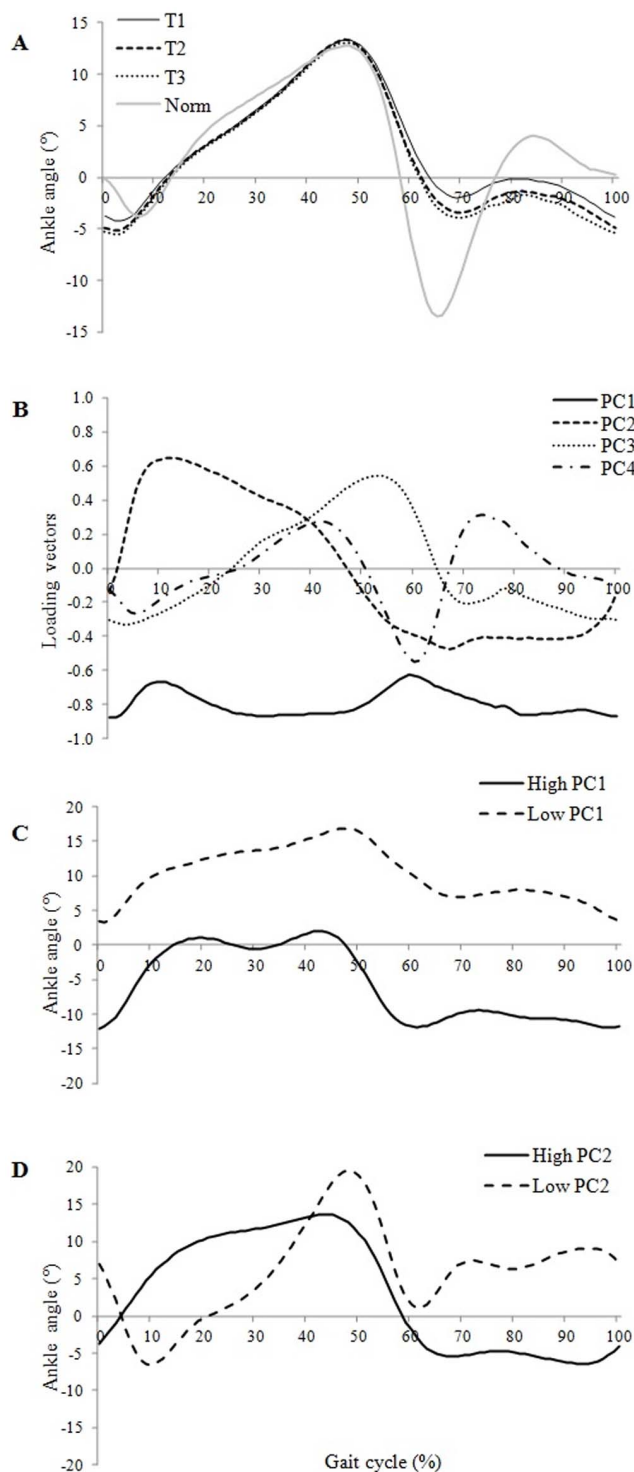 A
T1
T2
T3
Norm
Ankle angle (°)
15
10
5
0
-5
-10
-15
0 10 20 30 40 50 60 70 80 90 100
B
PC1
PC2
PC3
PC4
Loading vectors
1.0
0.8
0.6
0.4
0.2
0.0
-0.2
-0.4
-0.6
-0.8
-1.0
0 10 20 30 40 50 60 70 80 90 100
C
High PC1
Low PC1
Ankle angle (°)
20
15
10
5
0
-5
-10
-15
-20
0 10 20 30 40 50 60 70 80 90 100
D
High PC2
Low PC2
Ankle angle (°)
20
15
10
5
0
-5
-10
-15
-20
0 10 20 30 40 50 60 70 80 90 100
Gait cycle (%)